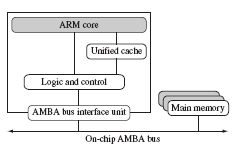 ARM core
Unified cache
Logic and control
AMBA bus interface unit
Main memory
On-chip AMBA bus